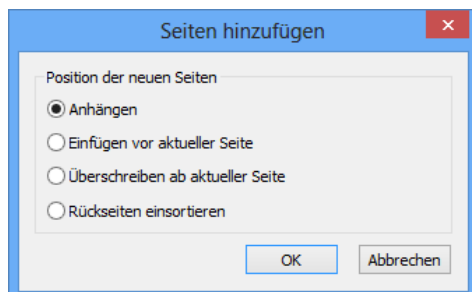 Seiten hinzufügen
Position der neuen Seiten
Anhängen
Einfügen vor aktueller Seite
Überschreiben ab aktueller Seite
Rückseiten einsortieren
OK Abbrechen